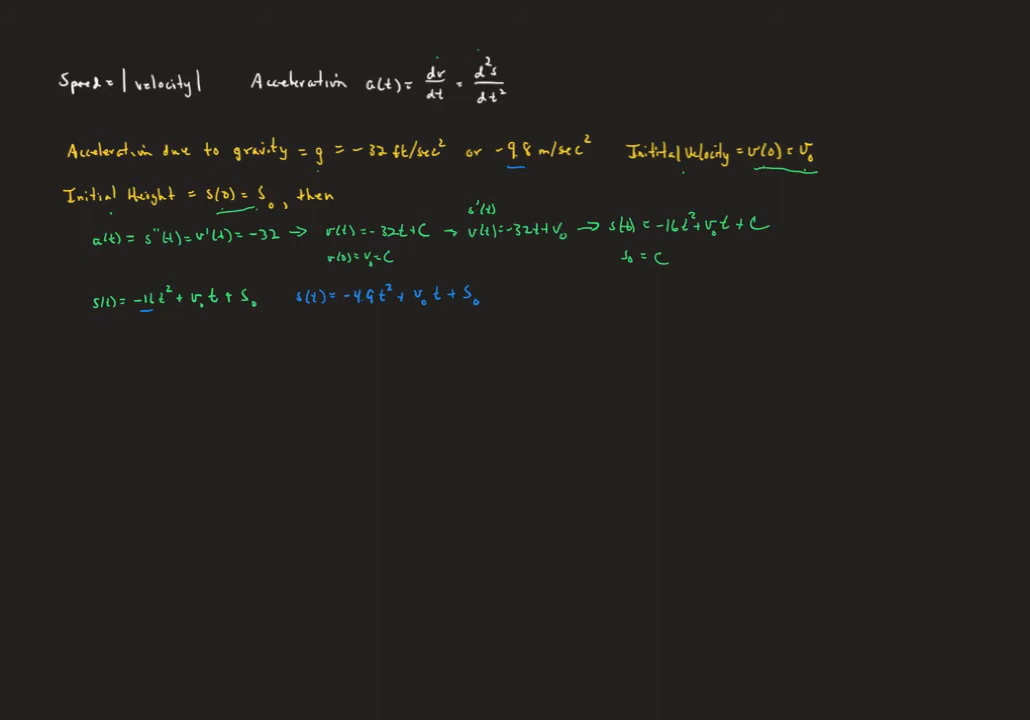 Speed = | velocity |   Acceleration a(t) = dv/dt = d²s/dt²
Acceleration due to gravity = g = -32 ft/sec² or -9.8 m/sec²   Initital Velocity = v(0) = v₀
Initial Height = s(0) = S₀, then
s'(t)
a(t) = s''(t) = v'(t) = -32 → v(t) = -32t + C → v(t) = -32t + v₀ → s(t) = -16t² + v₀t + C
v(0) = v₀ = C   s₀ = C
s(t) = -16t² + v₀t + S₀   s(t) = -4.9t² + v₀t + S₀